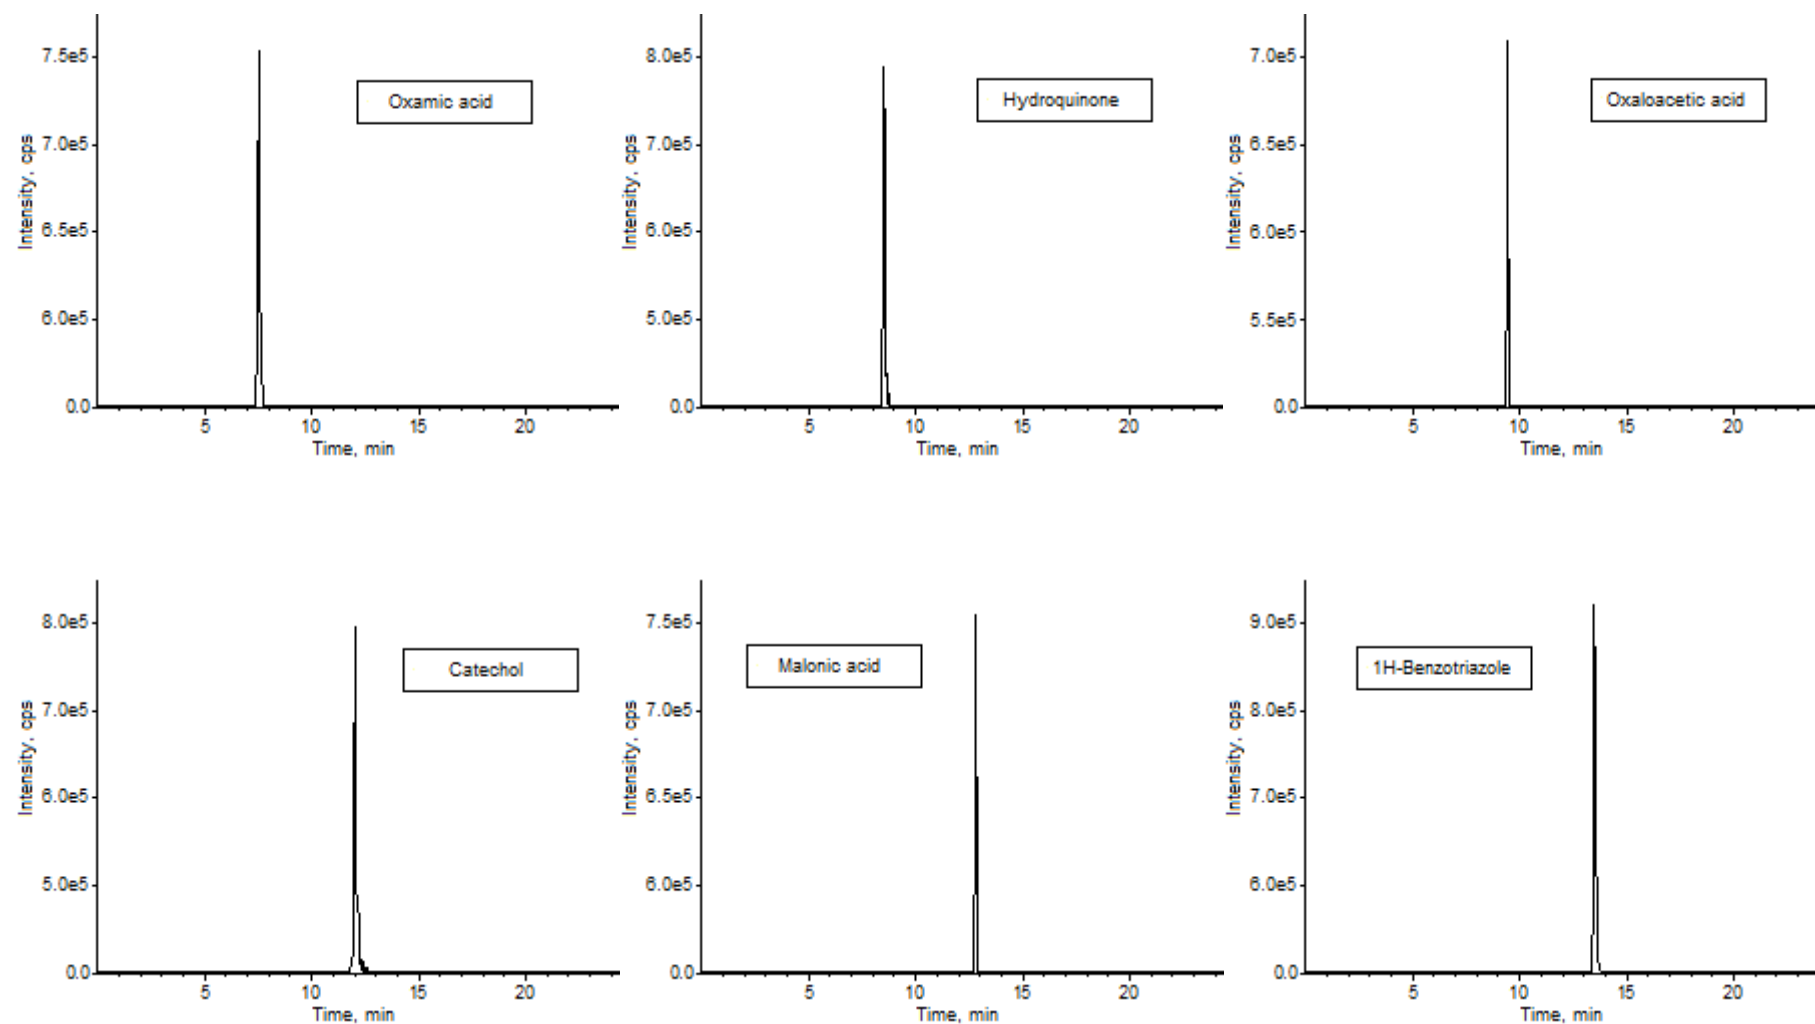 7.5e5
7.0e5
6.5e5
6.0e5
0.0
Intensity, cps
Oxamic acid
5 10 15 20
Time, min
8.0e5
7.0e5
6.0e5
5.0e5
0.0
Intensity, cps
Hydroquinone
5 10 15 20
Time, min
7.0e5
6.5e5
6.0e5
5.5e5
0.0
Intensity, cps
Oxaloacetic acid
5 10 15 20
Time, min
8.0e5
7.0e5
6.0e5
5.0e5
0.0
Intensity, cps
Catechol
5 10 15 20
Time, min
7.5e5
7.0e5
6.5e5
6.0e5
0.0
Intensity, cps
Malonic acid
5 10 15 20
Time, min
9.0e5
8.0e5
7.0e5
6.0e5
0.0
Intensity, cps
1H-Benzotriazole
5 10 15 20
Time, min